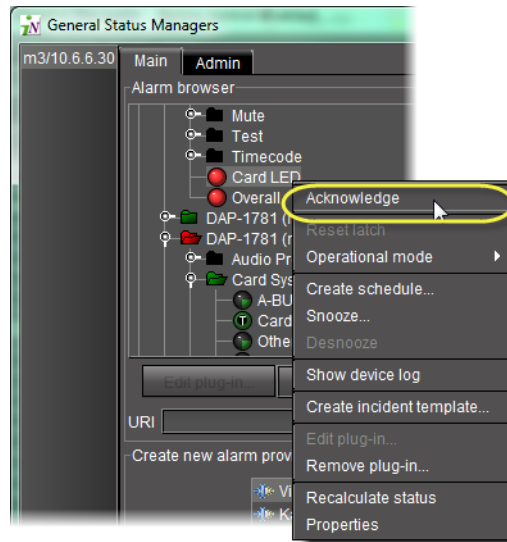 General Status Managers
m3/10.6.6.30
Main
Admin
Alarm browser
Mute
Test
Timecode
Card LED
Overall
DAP-1781
DAP-1781
Audio
Card
A-BU
T
Card
Othe
Edit plug-in...
URI
Create new alarm
Vi
Acknowledge
Reset latch
Operational mode
Create schedule...
Snooze...
Desnooze
Show device log
Create incident template...
Edit plug-in...
Remove plug-in...
Recalculate status
Properties